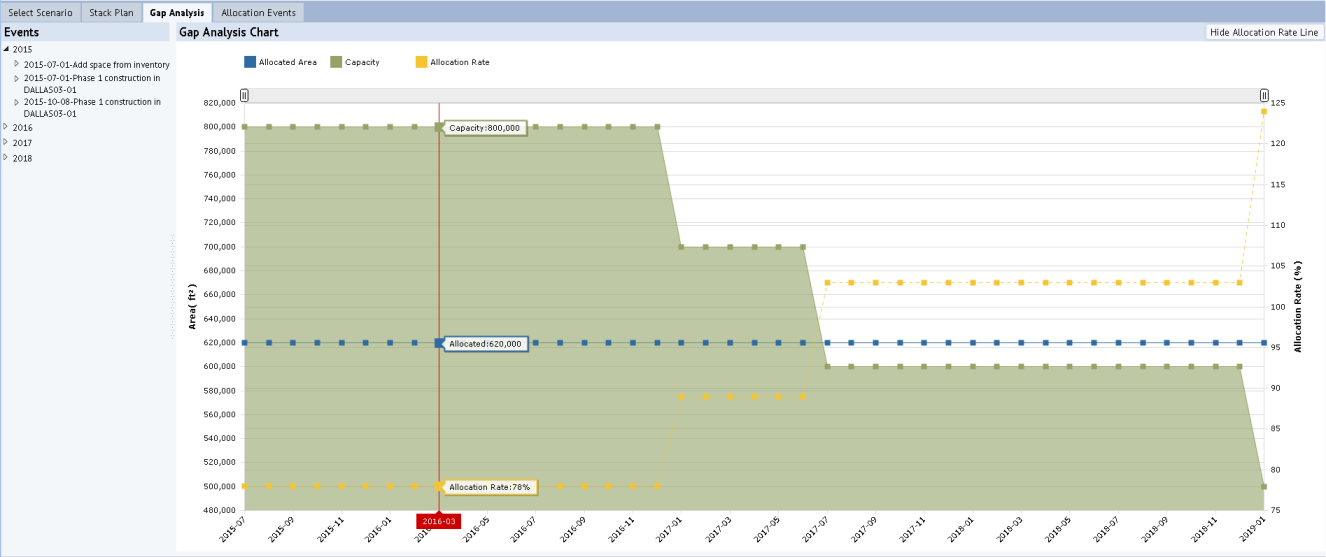 Select Scenario
Stack Plan
Gap Analysis
Allocation Events
Events
Gap Analysis Chart
Hide Allocation Rate Line
2015
2015-07-01-Add space from inventory
2015-07-01-Phase 1 construction in
DALLAS03-01
2015-10-08-Phase 1 construction in
DALLAS03-01
2016
2017
2018
Allocated Area
Capacity
Allocation Rate
820,000
800,000
780,000
760,000
740,000
720,000
700,000
680,000
660,000
640,000
620,000
600,000
580,000
560,000
540,000
520,000
500,000
480,000
Area( ft²)
Capacity:800,000
Allocated:620,000
Allocation Rate:78%
125
120
115
110
105
100
95
90
85
80
75
Allocation Rate (%)
2015-07
2015-09
2015-11
2016-01
2016-03
2016-05
2016-07
2016-09
2016-11
2017-01
2017-03
2017-05
2017-07
2017-09
2017-11
2018-01
2018-03
2018-05
2018-07
2018-09
2018-11
2019-01